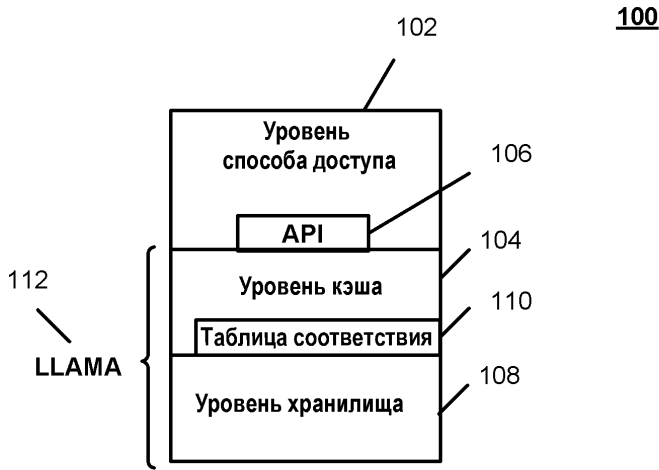 100
102
Уровень
способа доступа
106
API
104
112
Уровень кэша
110
Таблица соответствия
LLAMA
108
Уровень хранилища